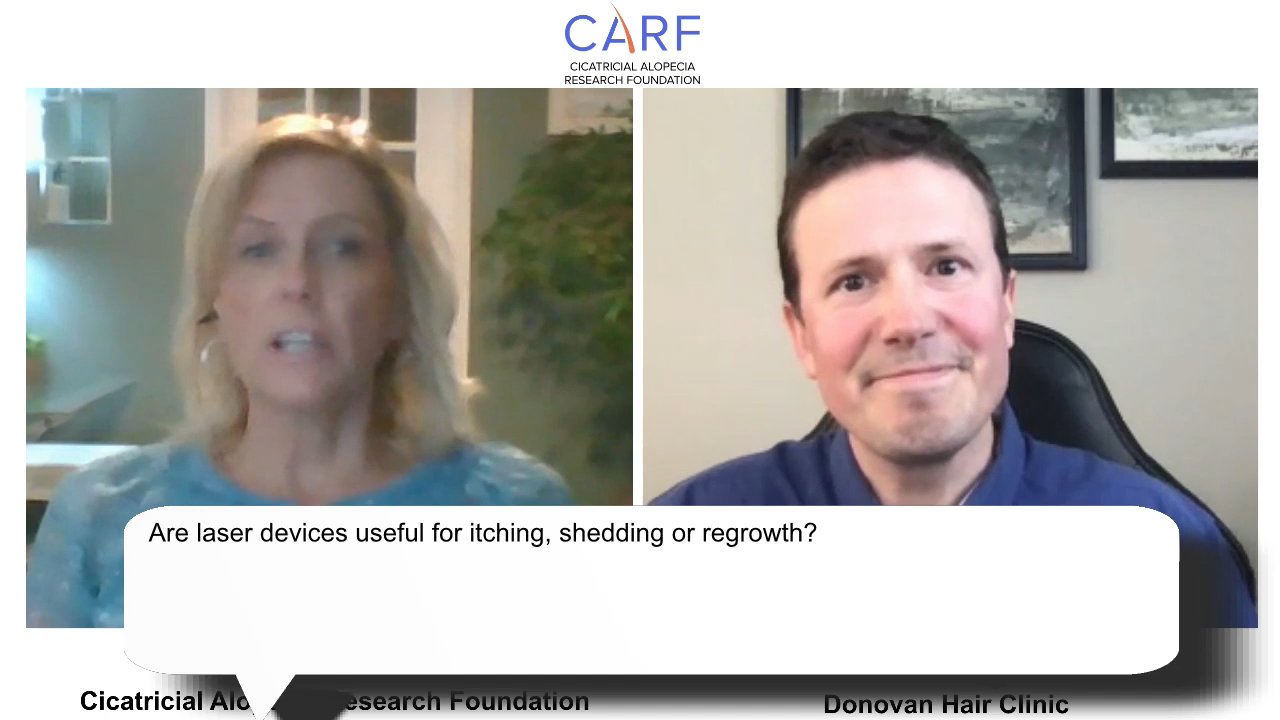 CARF
CICATRICIAL ALOPECIA
RESEARCH FOUNDATION
Are laser devices useful for itching, shedding or regrowth?
Cicatricial Alo esearch Foundation
Donovan Hair Clinic